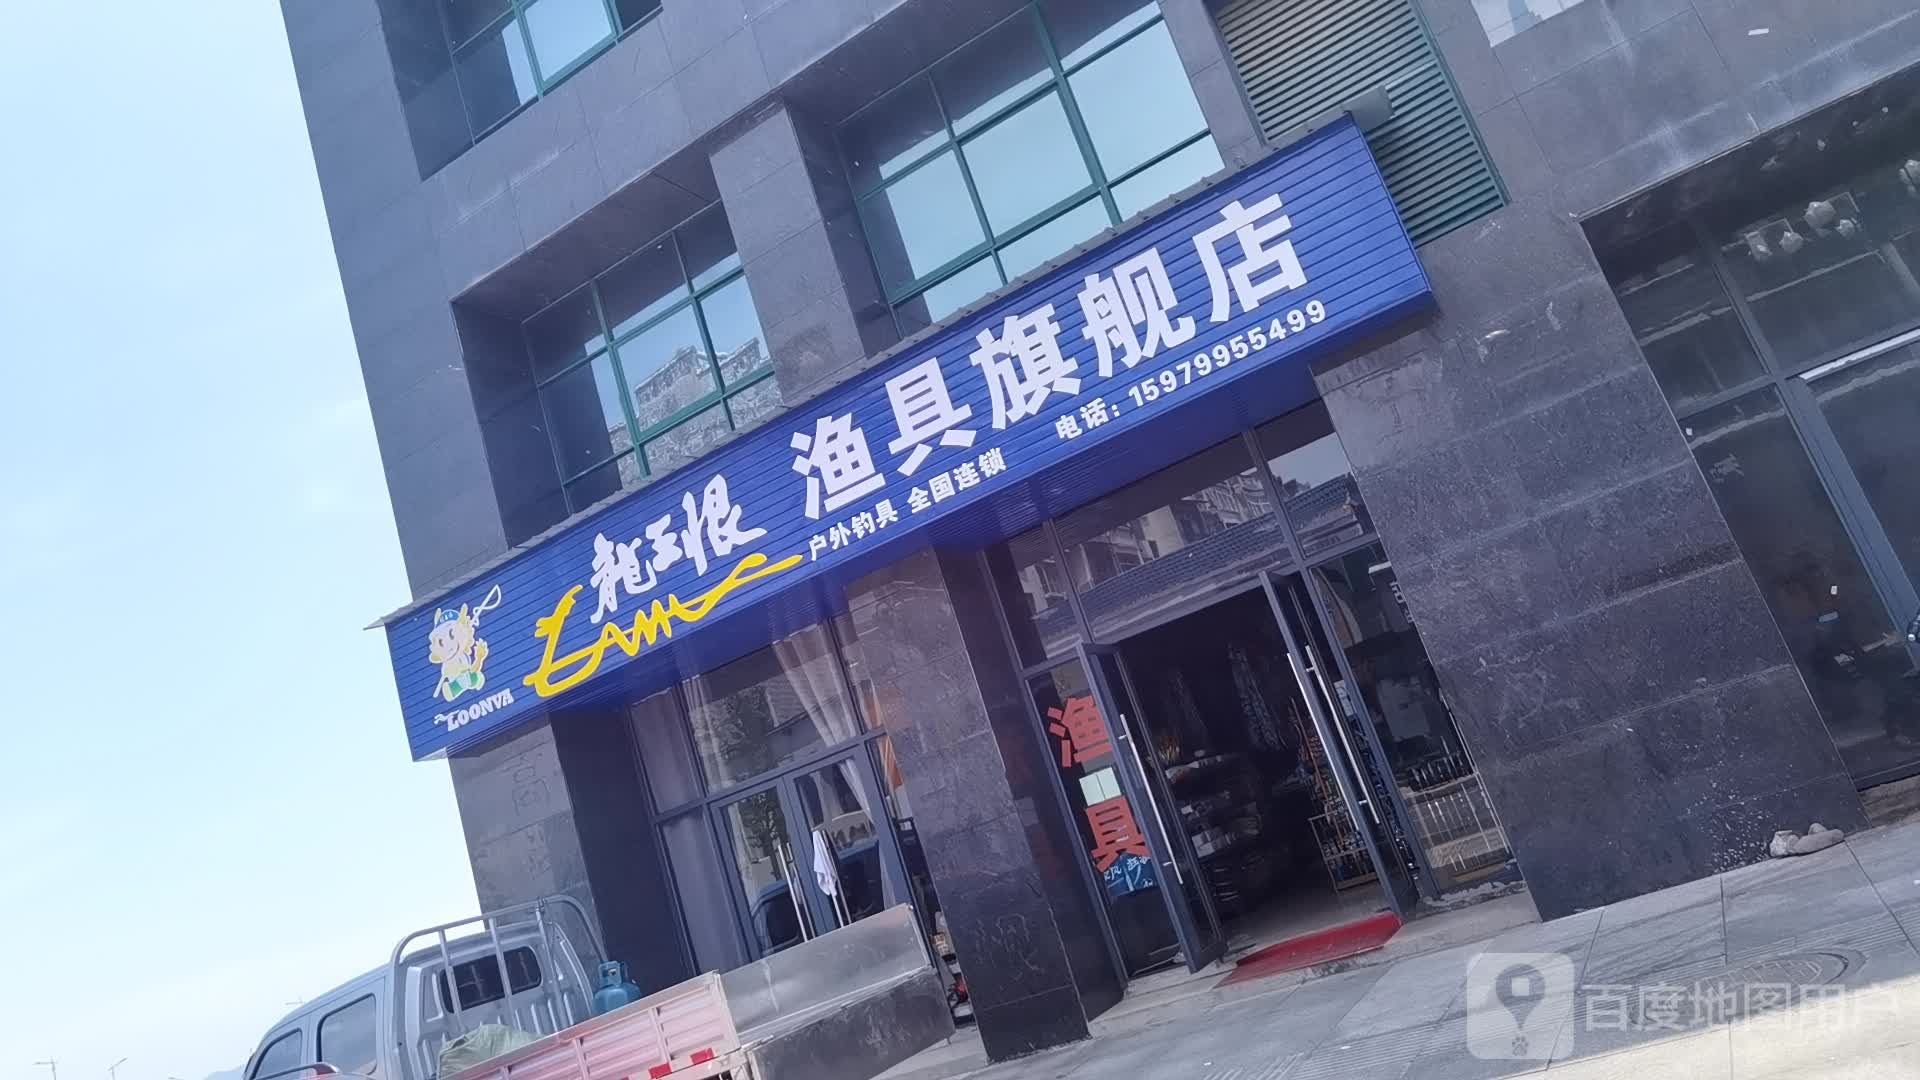 龍王恨 渔具旗舰店
户外钓具 全国连锁 电话：15979955499
LOONVA
渔
具
百度地图用户